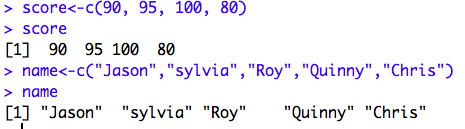 > score<-c(90, 95, 100, 80)
> score
[1]  90  95 100  80
> name<-c("Jason","sylvia","Roy","Quinny","Chris")
> name
[1] "Jason"  "sylvia" "Roy"    "Quinny" "Chris"